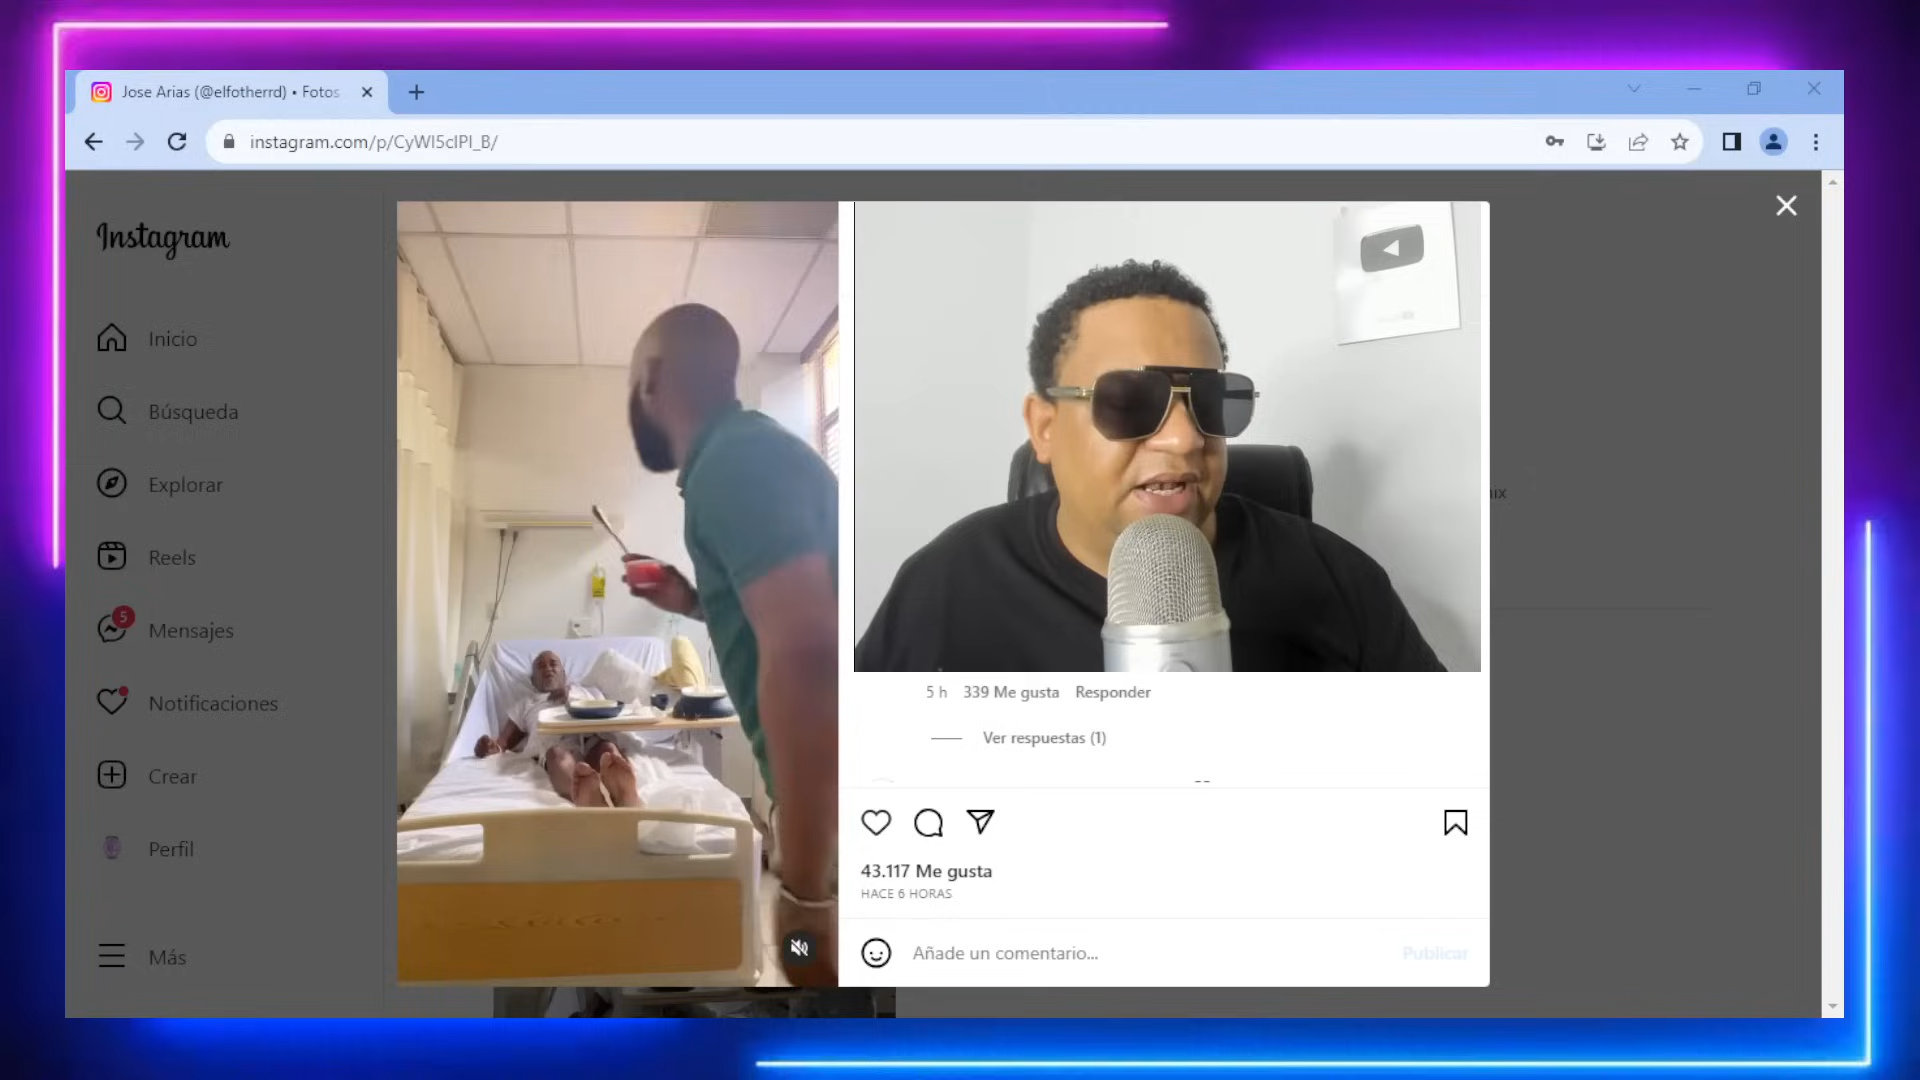 Jose Arias (@elfotherrd) • Fotos
instagram.com/p/CyWI5cIPI_B/
Instagram
Inicio
Búsqueda
Explorar
Reels
5
Mensajes
Notificaciones
Crear
Perfil
Más
5 h 339 Me gusta Responder
Ver respuestas (1)
43.117 Me gusta
HACE 6 HORAS
Añade un comentario...
Publicar